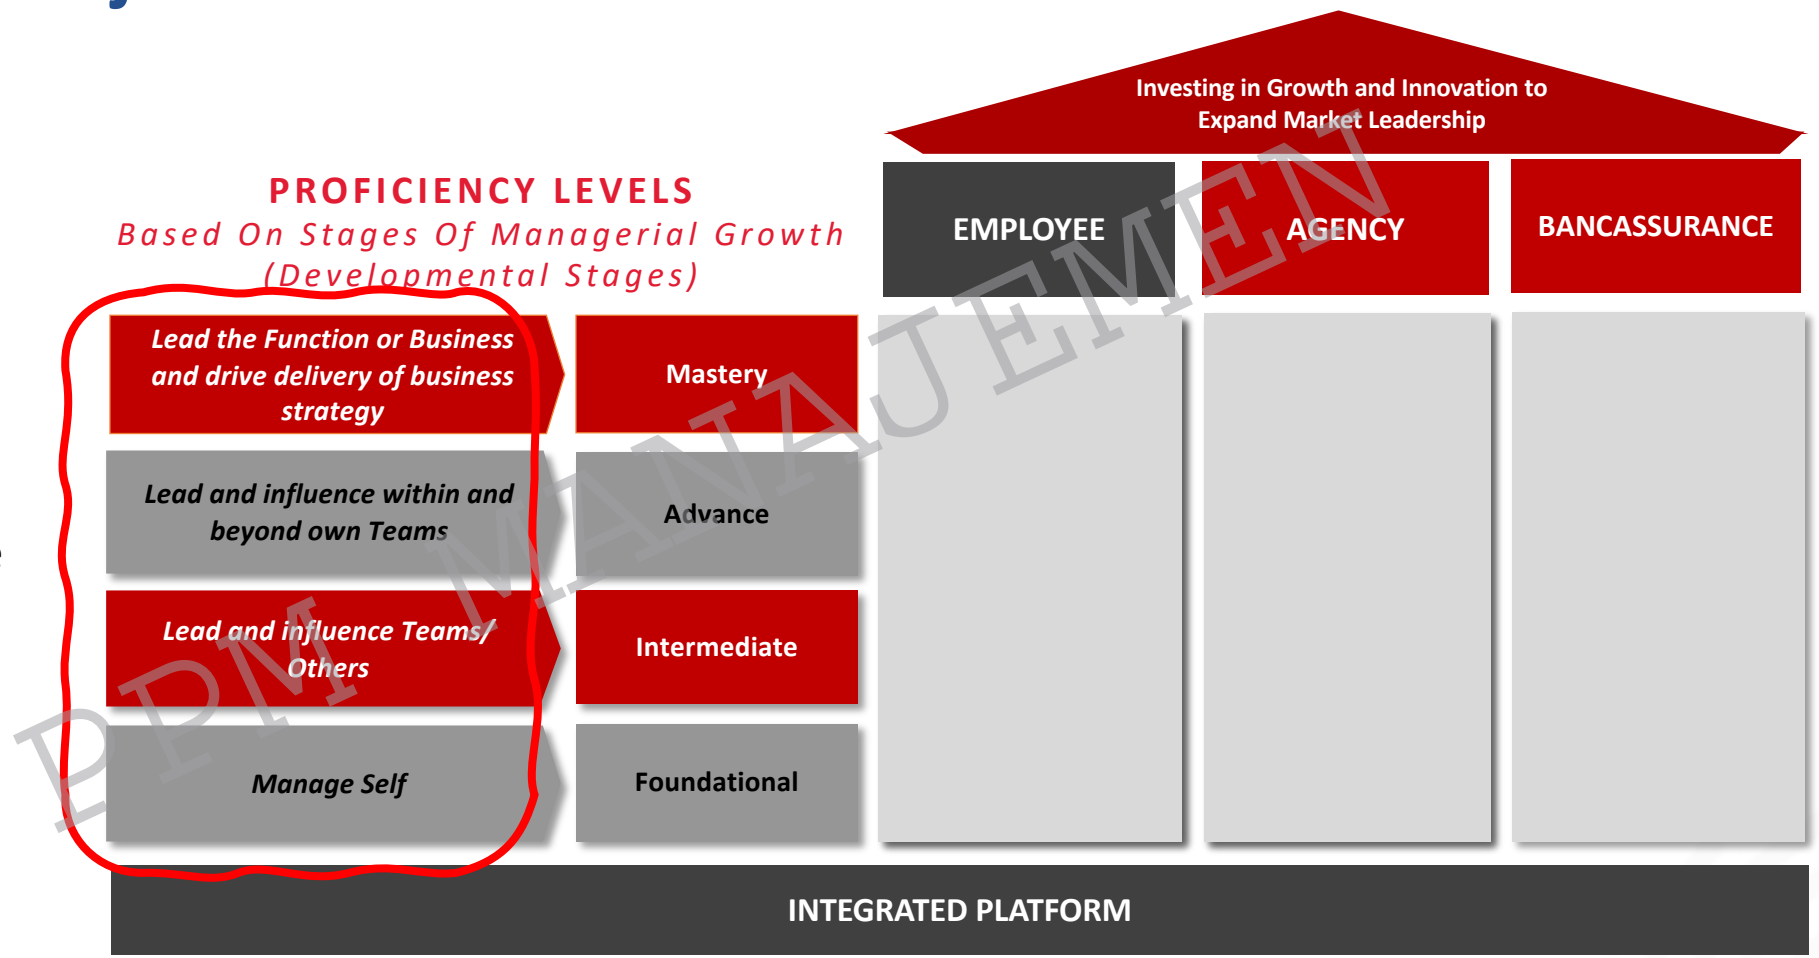 Investing in Growth and Innovation to
Expand Market Leadership
PROFICIENCY LEVELS
Based On Stages Of Managerial Growth
(Developmental Stages)
EMPLOYEE
AGENCY
BANCASSURANCE
Lead the Function or Business
and drive delivery of business
strategy
Mastery
Lead and influence within and
beyond own Teams
Advance
Lead and influence Teams/
Others
Intermediate
Manage Self
Foundational
INTEGRATED PLATFORM
PPM MANAJEMEN